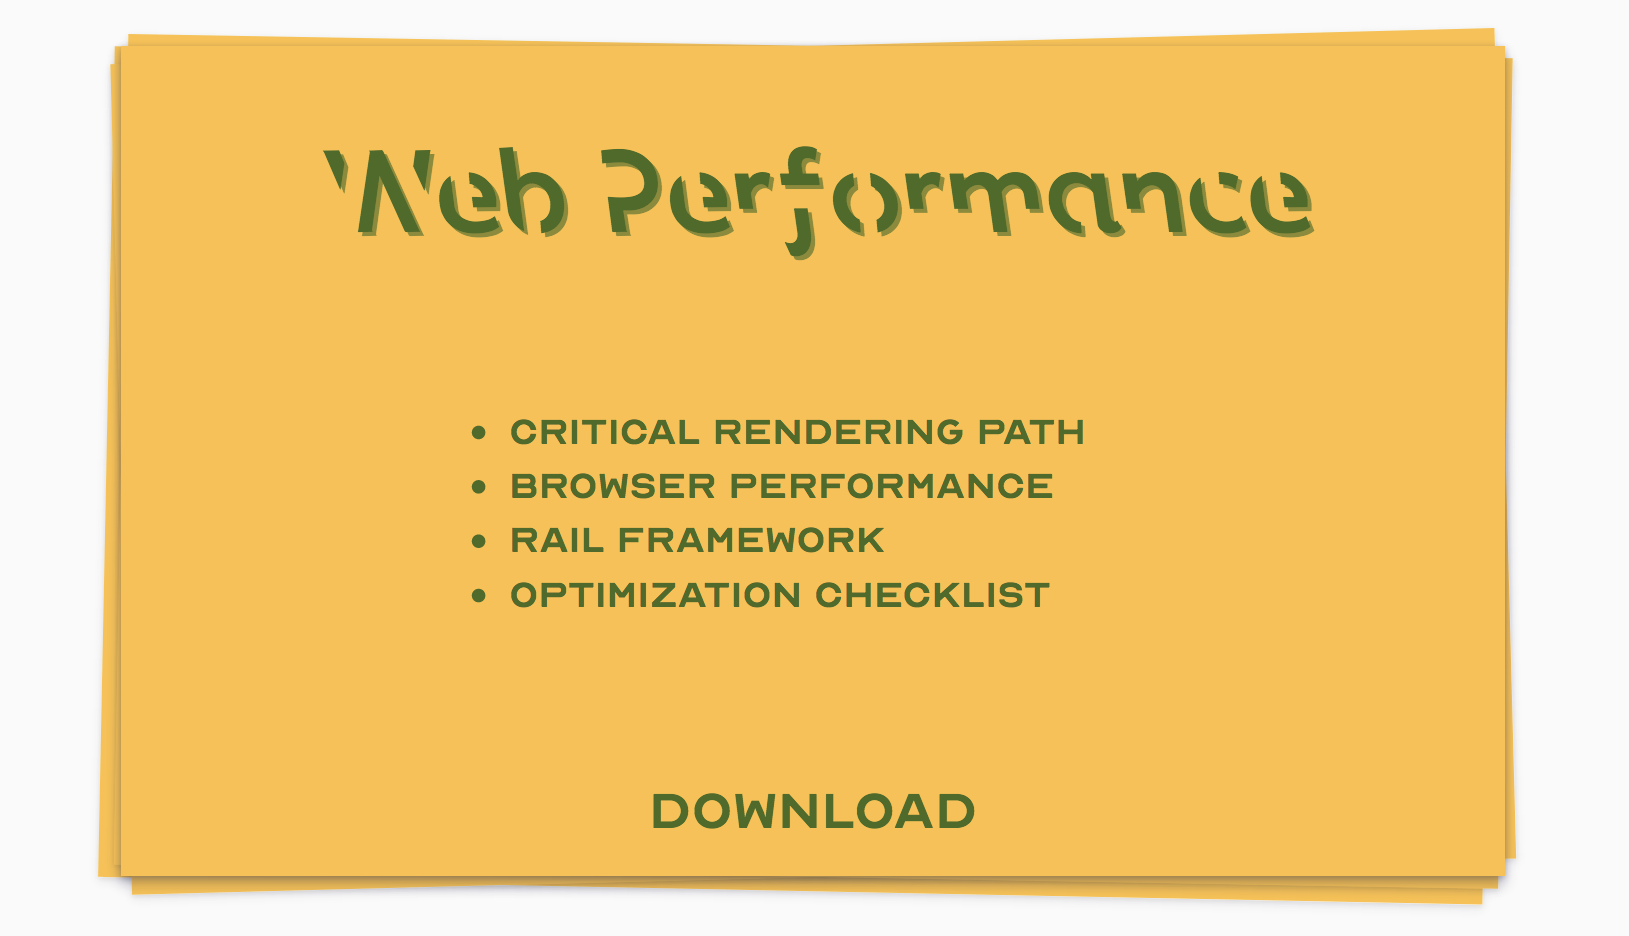 Web Performance
CRITICAL RENDERING PATH
BROWSER PERFORMANCE
RAIL FRAMEWORK
OPTIMIZATION CHECKLIST
DOWNLOAD